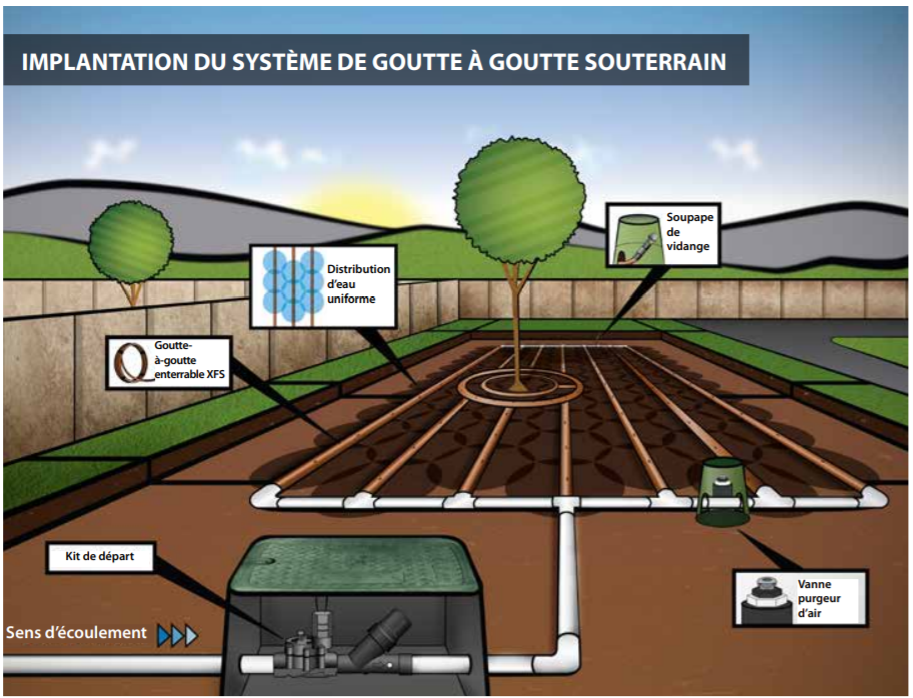 IMPLANTATION DU SYSTÈME DE GOUTTE À GOUTTE SOUTERRAIN
Soupape
de
vidange
Distribution
d'eau
uniforme
Goutte-
à-goutte
enterrable XFS
Kit de départ
Vanne
purgeur
d'air
Sens d'écoulement